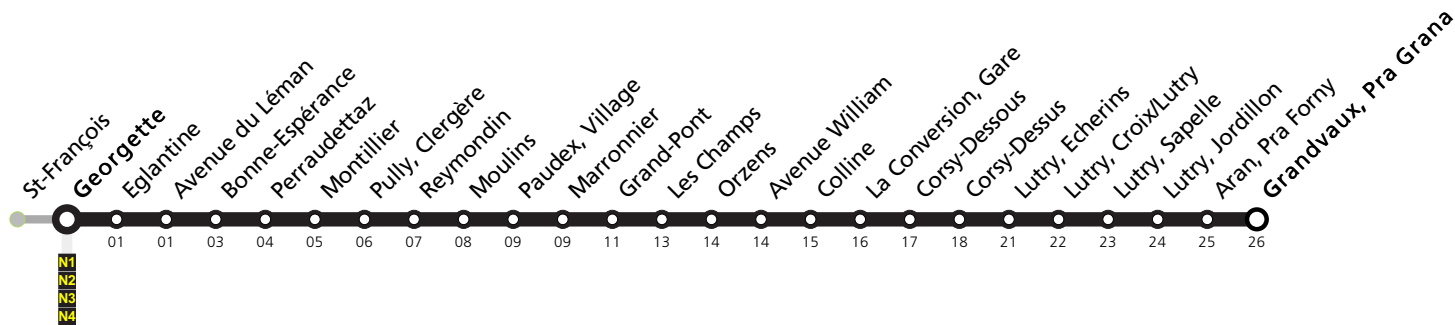 St-François
Georgette
Eglantine
Avenue du Léman
Bonne-Espérance
Perraudettaz
Montillier
Pully, Clergère
Reymondin
Moulins
Paudex, Village
Marronnier
Grand-Pont
Les Champs
Orzens
Avenue William
Colline
La Conversion, Gare
Corsy-Dessous
Corsy-Dessus
Lutry, Echerins
Lutry, Croix/Lutry
Lutry, Sapelle
Lutry, Jordillon
Aran, Pra Forny
Grandvaux, Pra Grana
01 01 03 04 05 06 07 08 09 09 11 13 14 14 15 16 17 18 21 22 23 24 25 26
N1
N2
N3
N4